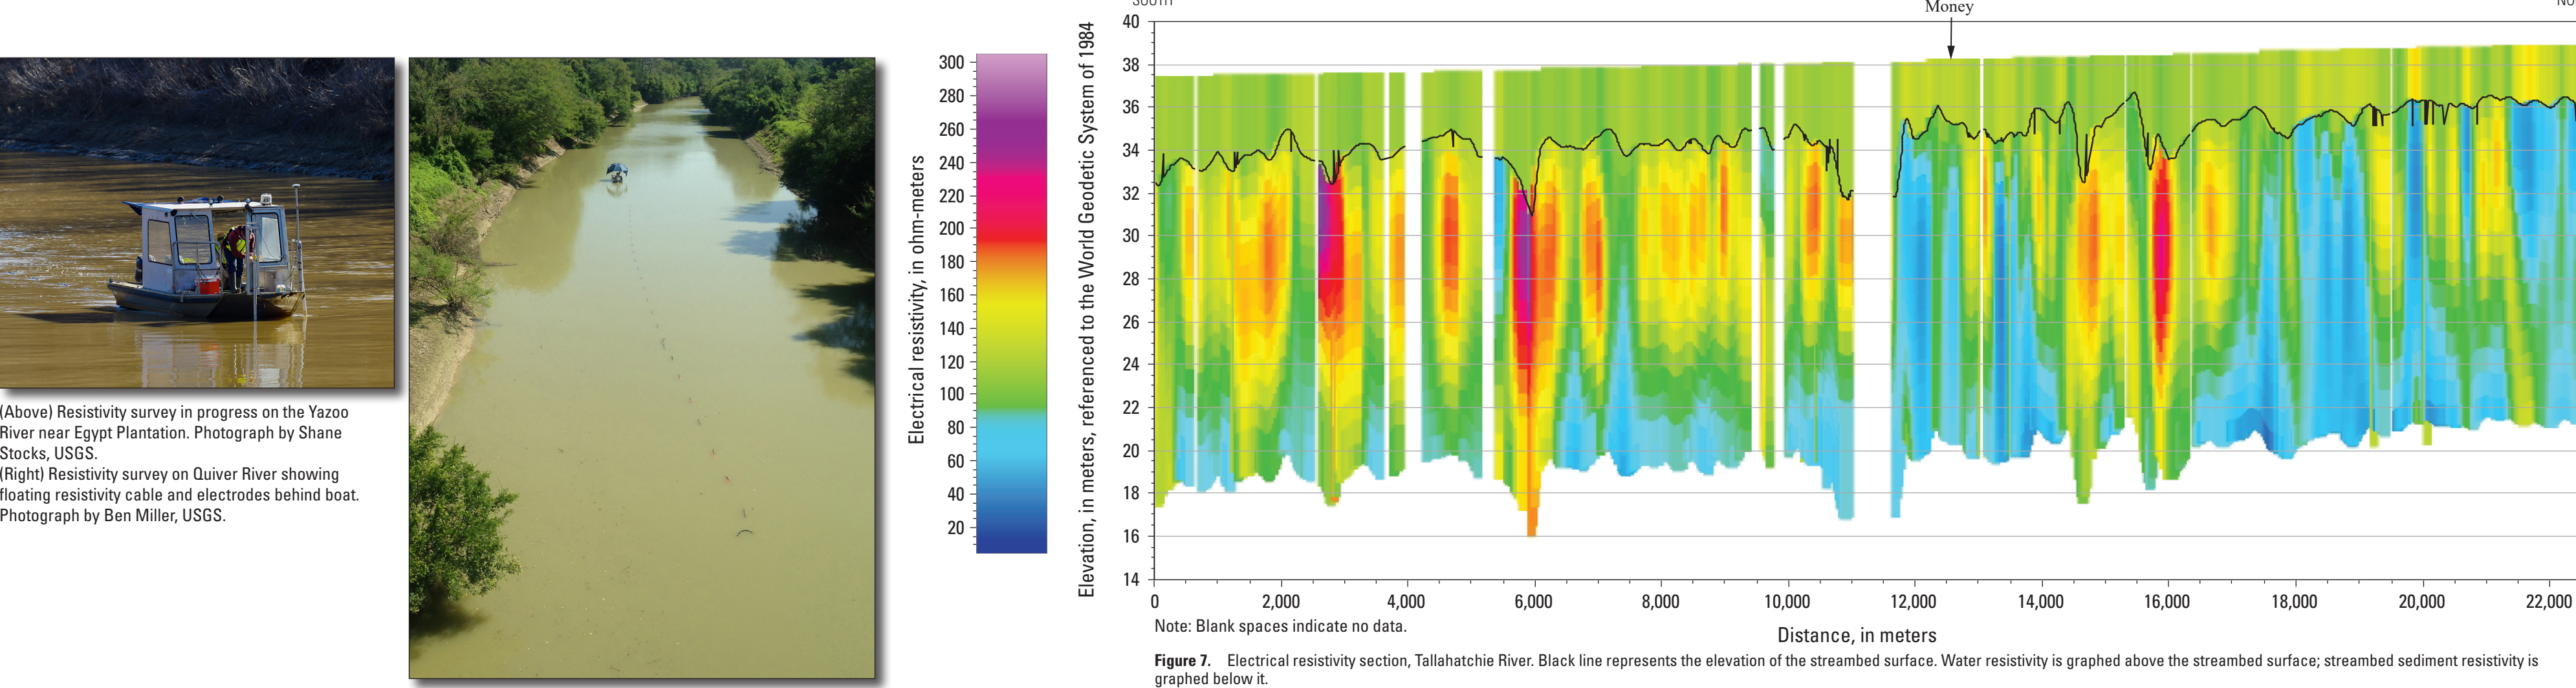 (Above) Resistivity survey in progress on the Yazoo
River near Egypt Plantation. Photograph by Shane
Stocks, USGS.
(Right) Resistivity survey on Quiver River showing
floating resistivity cable and electrodes behind boat.
Photograph by Ben Miller, USGS.
Electrical resistivity, in ohm-meters
300
280
260
240
220
200
180
160
140
120
100
80
60
40
20
SOUTH
Money
Elevation, in meters, referenced to the World Geodetic System of 1984
40
38
36
34
32
30
28
26
24
22
20
18
16
14
0 2,000 4,000 6,000 8,000 10,000 12,000 14,000 16,000 18,000 20,000 22,000
Note: Blank spaces indicate no data.
Distance, in meters
Figure 7. Electrical resistivity section, Tallahatchie River. Black line represents the elevation of the streambed surface. Water resistivity is graphed above the streambed surface; streambed sediment resistivity is
graphed below it.